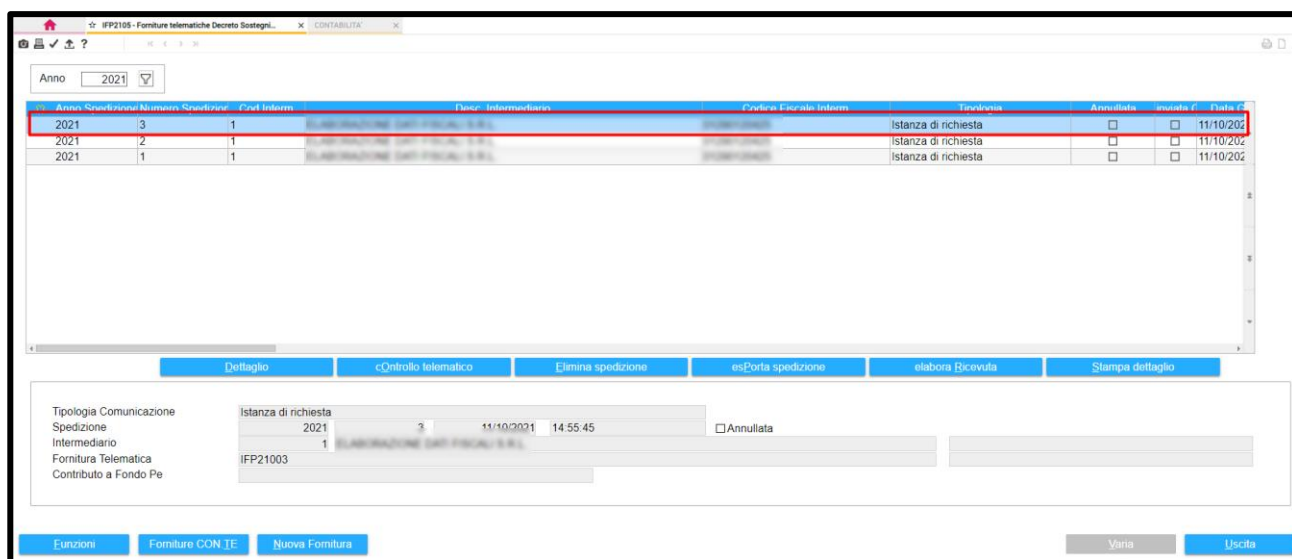 ☆ IFP2105 - Forniture telematiche Decreto Sostegni... x CONTABILITA' x
?
Anno 2021
Anno Spedizione Numero Spedizion Cod Interm Desc. Intermediario Codice Fiscale Interm Tipologia Annullata inviata C Data C
2021 3 1 Istanza di richiesta 11/10/202
2021 2 1 Istanza di richiesta 11/10/202
2021 1 1 Istanza di richiesta 11/10/202
Dettaglio cOntrollo telematico Elimina spedizione esPorta spedizione elabora Ricevuta Stampa dettaglio
Tipologia Comunicazione Istanza di richiesta
Spedizione 2021 3 11/10/2021 14:55:45 Annullata
Intermediario 1
Fornitura Telematica IFP21003
Contributo a Fondo Pe
Funzioni Forniture CON.TE Nuova Fornitura Varia Uscita